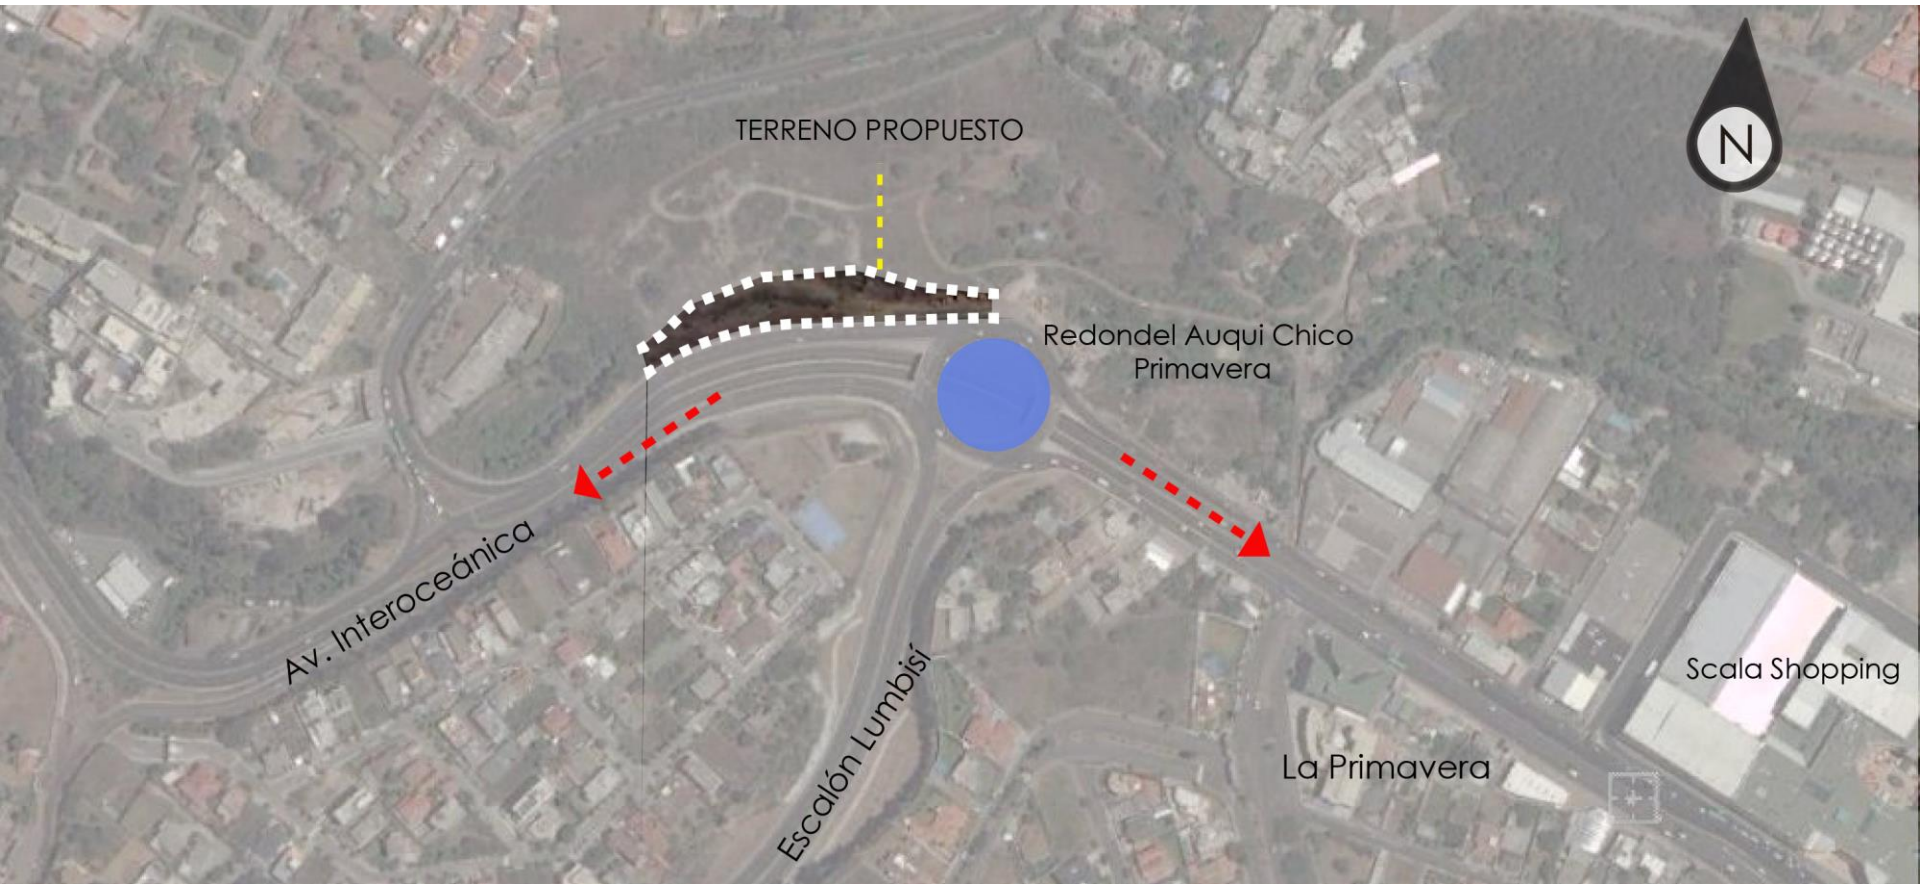 TERRENO PROPUESTO
N
Redondel Auqui Chico
Primavera
Av. Interoceánica
Escalón Lumbisí
Scala Shopping
La Primavera